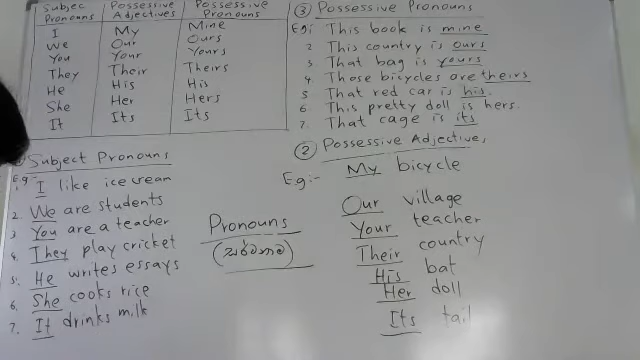 Subjec Possessive Possessive
Pronouns Adjectives Pronouns
I My Mine
We Our Ours
You Your Yours
They Their Theirs
He His His
She Her Hers
It Its Its
③ Possessive Pronouns
Eg: This book is mine
2 This country is ours
3 That bag is yours
4. Those bicycles are theirs
5 That red car is his.
6. This pretty doll is hers.
7. That cage is its
Subject Pronouns
E.g- I like ice cream
2. We are students
3 You are a teacher
4. They play cricket
5. He writes essays
6. She cooks rice
7. It drinks milk
Pronouns
② Possessive Adjectives
E.g:- My bicycle
Our village
Your teacher
Their country
His bat
Her doll
Its tail